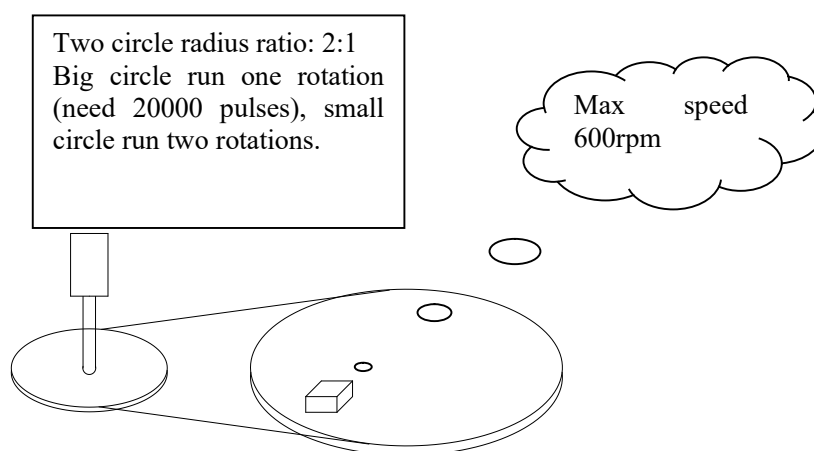 Two circle radius ratio: 2:1
Big circle run one rotation
(need 20000 pulses), small
circle run two rotations.
Max speed
600rpm